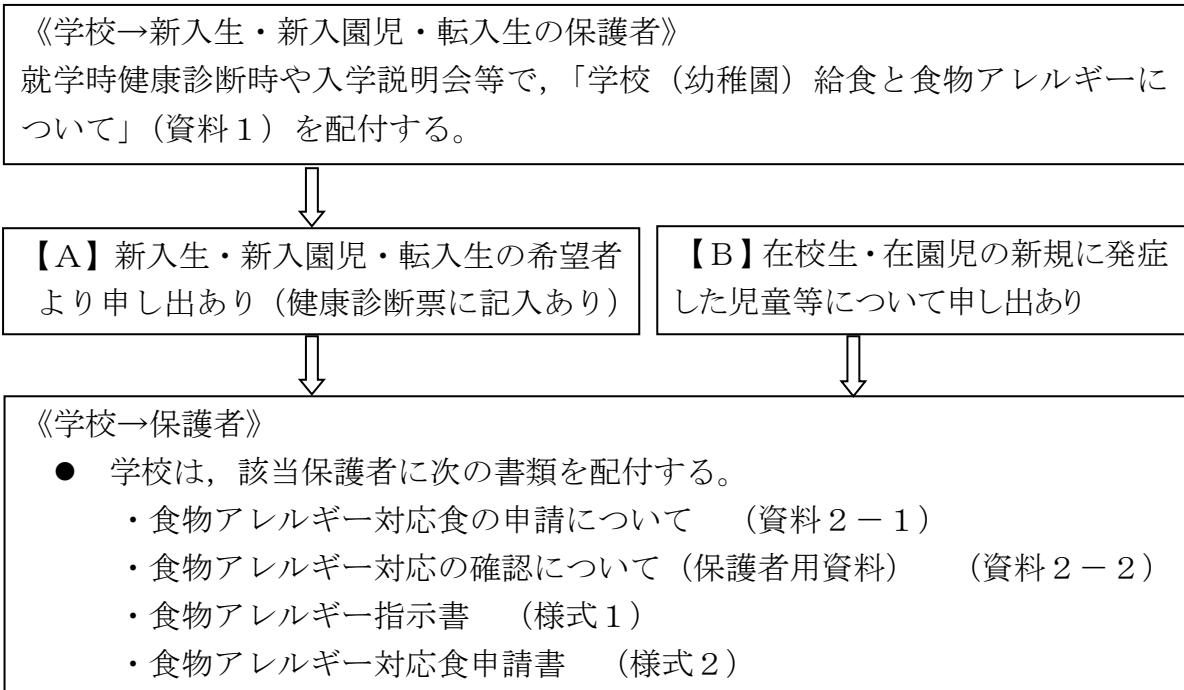 《学校→新入生・新入園児・転入生の保護者》
就学時健康診断時や入学説明会等で，「学校（幼稚園）給食と食物アレルギーに
ついて」（資料１）を配付する。
【Ａ】新入生・新入園児・転入生の希望者
より申し出あり（健康診断票に記入あり）
【Ｂ】在校生・在園児の新規に発症
した児童等について申し出あり
《学校→保護者》
● 学校は，該当保護者に次の書類を配付する。
・食物アレルギー対応食の申請について （資料２－１）
・食物アレルギー対応の確認について（保護者用資料） （資料２－２）
・食物アレルギー指示書 （様式１）
・食物アレルギー対応食申請書 （様式２）